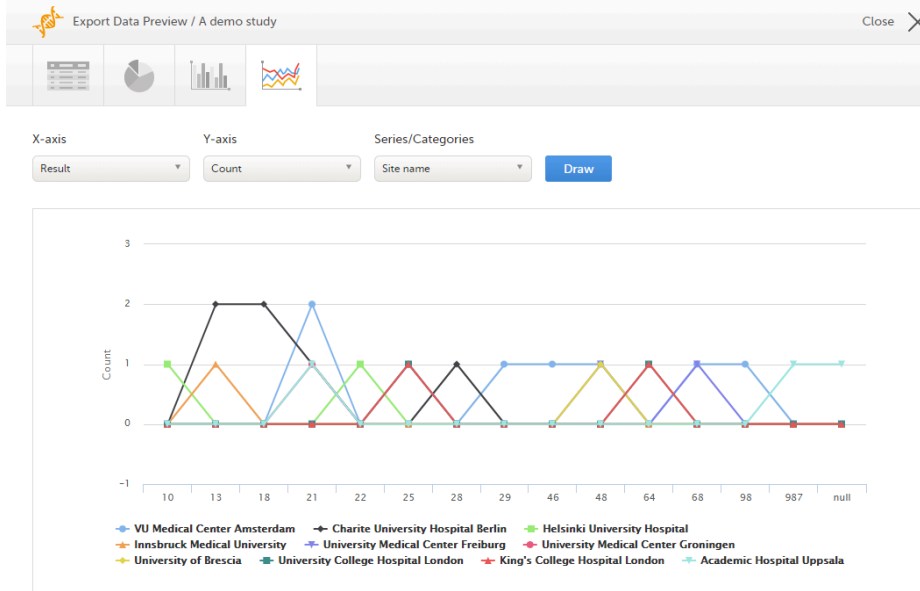 Export Data Preview / A demo study Close
X-axis Y-axis Series/Categories
Result Count Site name Draw
3
2
1
0
-1
Count
10 13 18 21 22 25 28 29 46 48 64 68 98 987 null
VU Medical Center Amsterdam Charite University Hospital Berlin Helsinki University Hospital
Innsbruck Medical University University Medical Center Freiburg University Medical Center Groningen
University of Brescia University College Hospital London King's College Hospital London Academic Hospital Uppsala